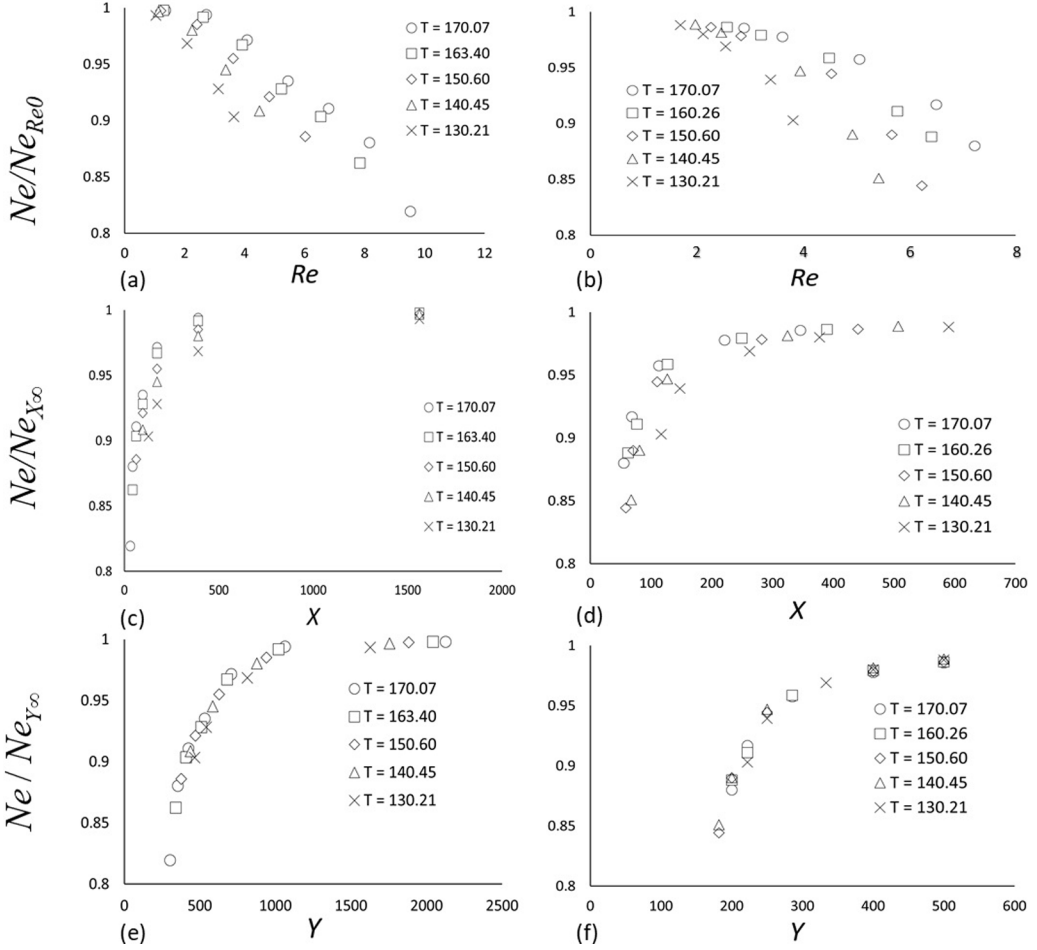 Ne/Ne_Re0
1
0.95
0.9
0.85
0.8
0 2 4 6 8 10 12
T = 170.07
T = 163.40
T = 150.60
T = 140.45
T = 130.21
(a) Re
1
0.95
0.9
0.85
0.8
0 2 4 6 8
T = 170.07
T = 160.26
T = 150.60
T = 140.45
T = 130.21
(b) Re
Ne/Ne_X∞
1
0.95
0.9
0.85
0.8
0 500 1000 1500 2000
T = 170.07
T = 163.40
T = 150.60
T = 140.45
T = 130.21
(c) X
1
0.95
0.9
0.85
0.8
0 100 200 300 400 500 600 700
T = 170.07
T = 160.26
T = 150.60
T = 140.45
T = 130.21
(d) X
Ne / Ne_Y∞
1
0.95
0.9
0.85
0.8
0 500 1000 1500 2000 2500
T = 170.07
T = 163.40
T = 150.60
T = 140.45
T = 130.21
(e) Y
1
0.95
0.9
0.85
0.8
0 100 200 300 400 500 600
T = 170.07
T = 160.26
T = 150.60
T = 140.45
T = 130.21
(f) Y